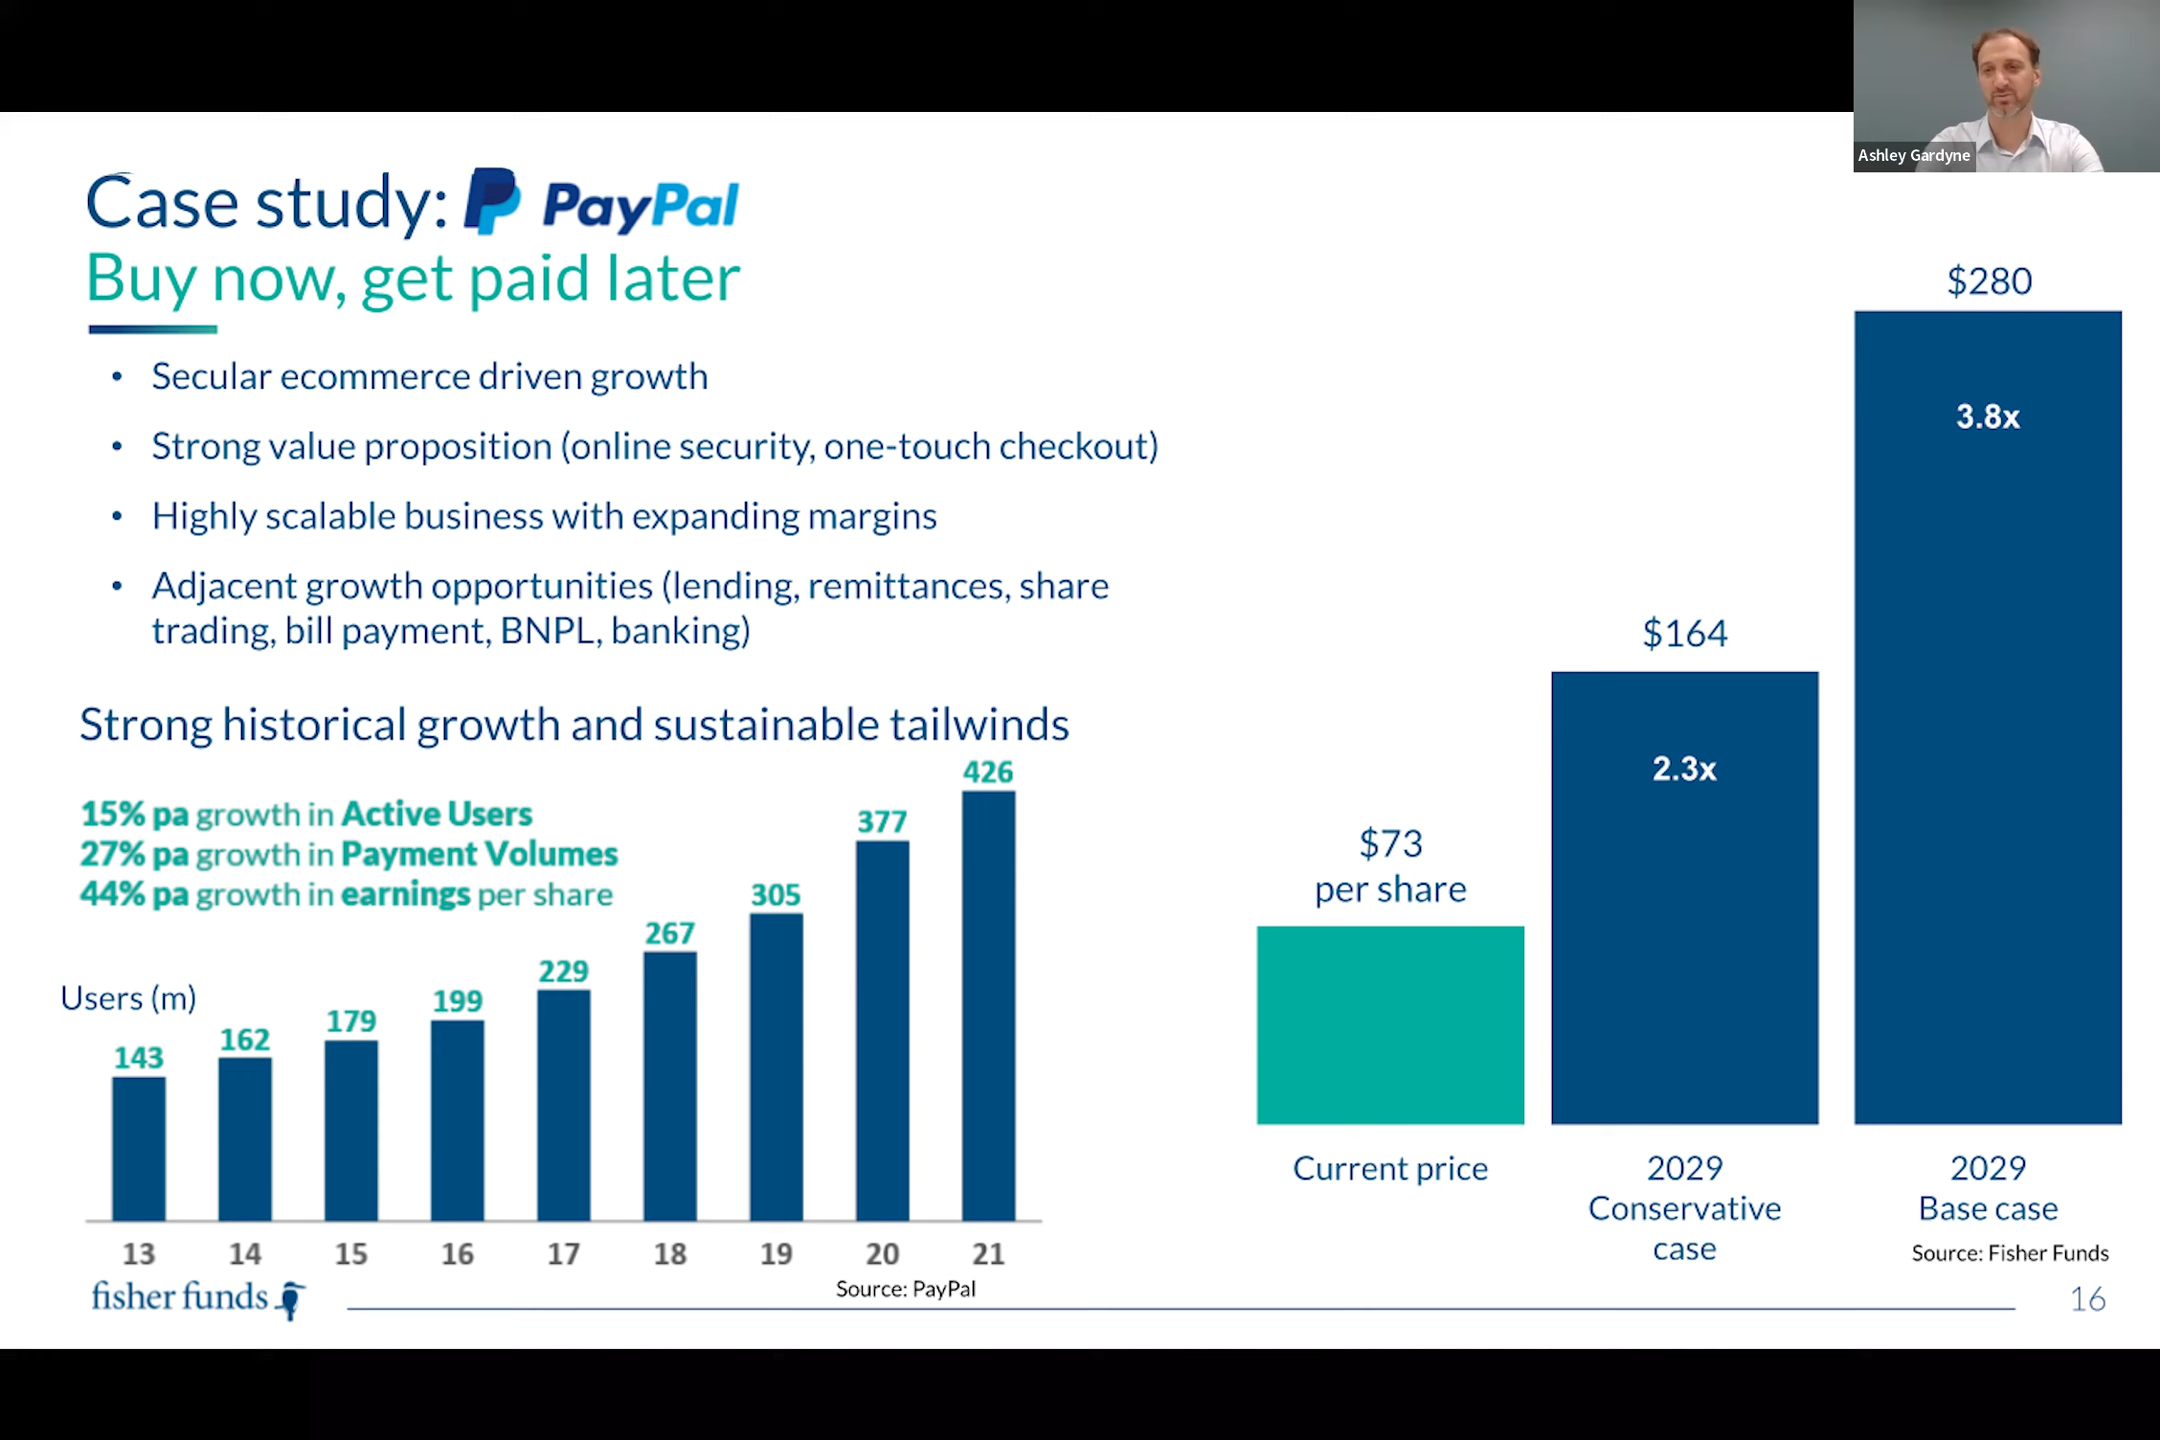 Ashley Gardyne
Case study: PayPal
Buy now, get paid later
• Secular ecommerce driven growth
• Strong value proposition (online security, one-touch checkout)
• Highly scalable business with expanding margins
• Adjacent growth opportunities (lending, remittances, share
trading, bill payment, BNPL, banking)
Strong historical growth and sustainable tailwinds
15% pa growth in Active Users
27% pa growth in Payment Volumes
44% pa growth in earnings per share
Users (m)
143 162 179 199 229 267 305 377 426
13 14 15 16 17 18 19 20 21
Source: PayPal
$73
per share
$164
2.3x
$280
3.8x
Current price
2029
Conservative
case
2029
Base case
Source: Fisher Funds
fisher funds
16